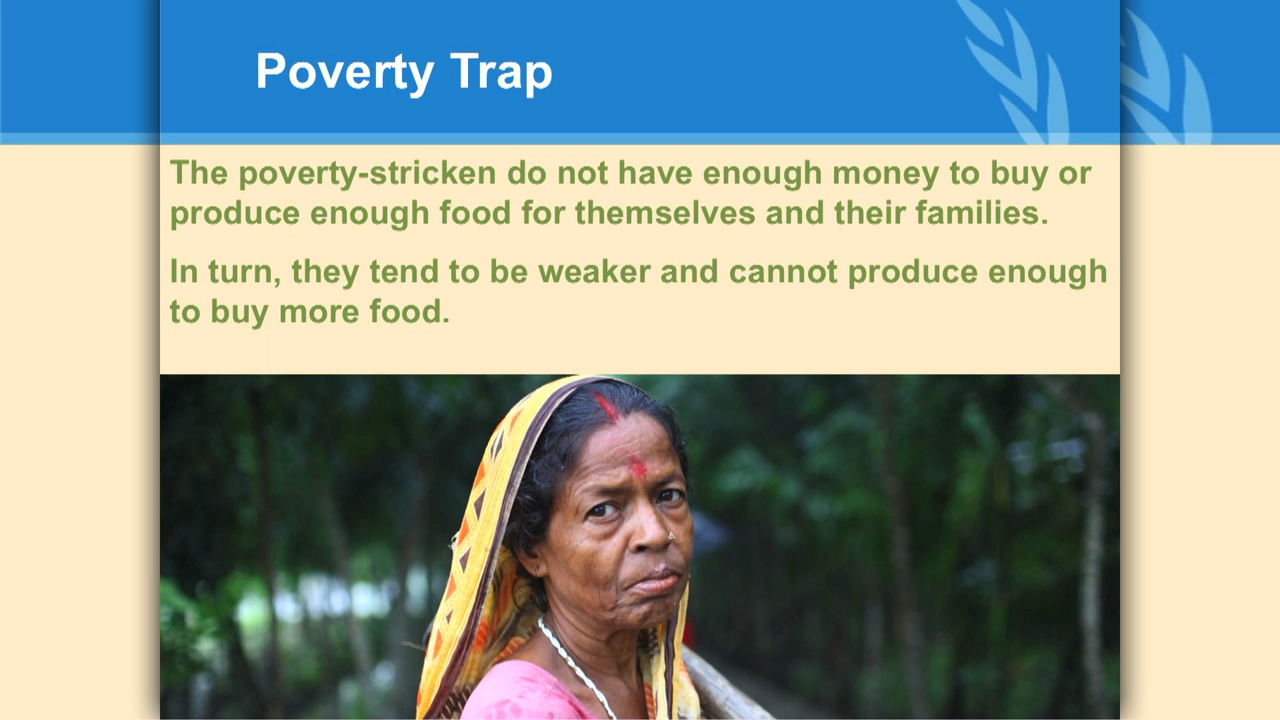 Poverty Trap
The poverty-stricken do not have enough money to buy or
produce enough food for themselves and their families.
In turn, they tend to be weaker and cannot produce enough
to buy more food.